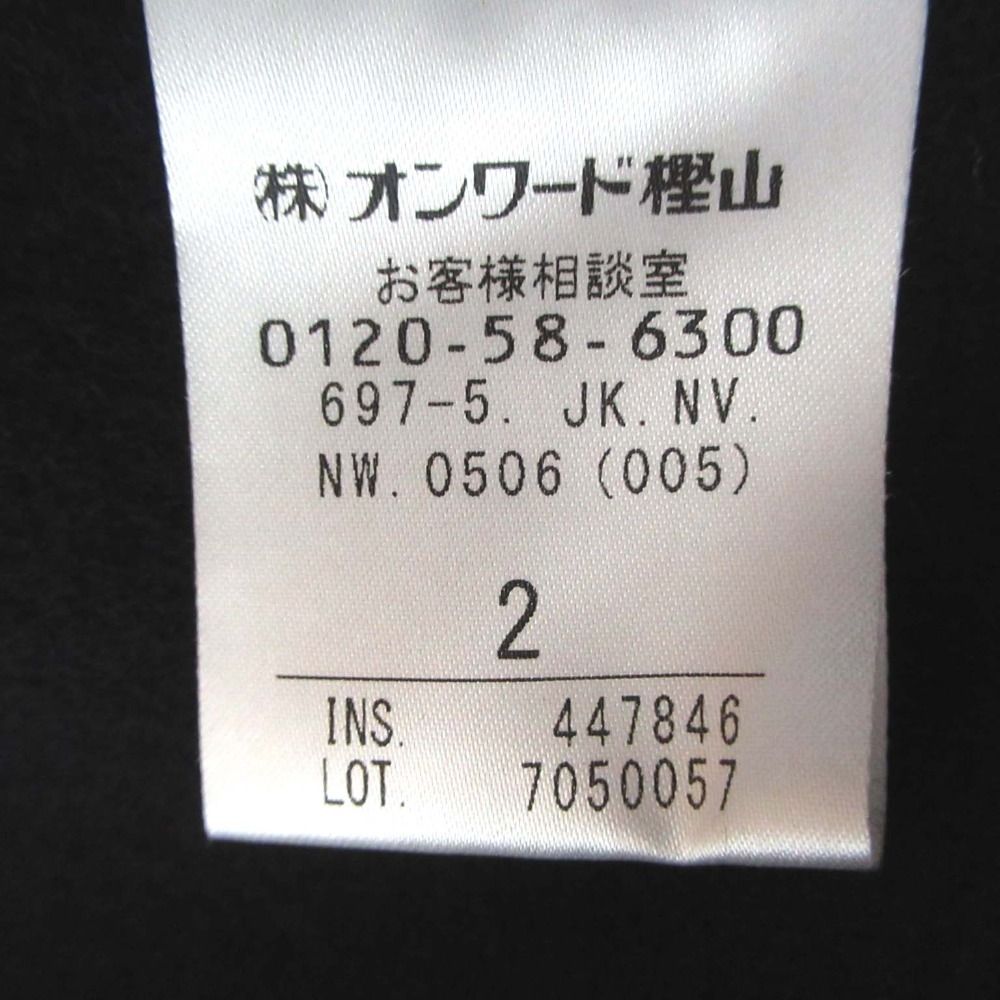 (株)オンワード樫山
お客様相談室
0120-58-6300
697-5. JK. NV.
NW. 0506 (005)
2
INS. 447846
LOT. 7050057